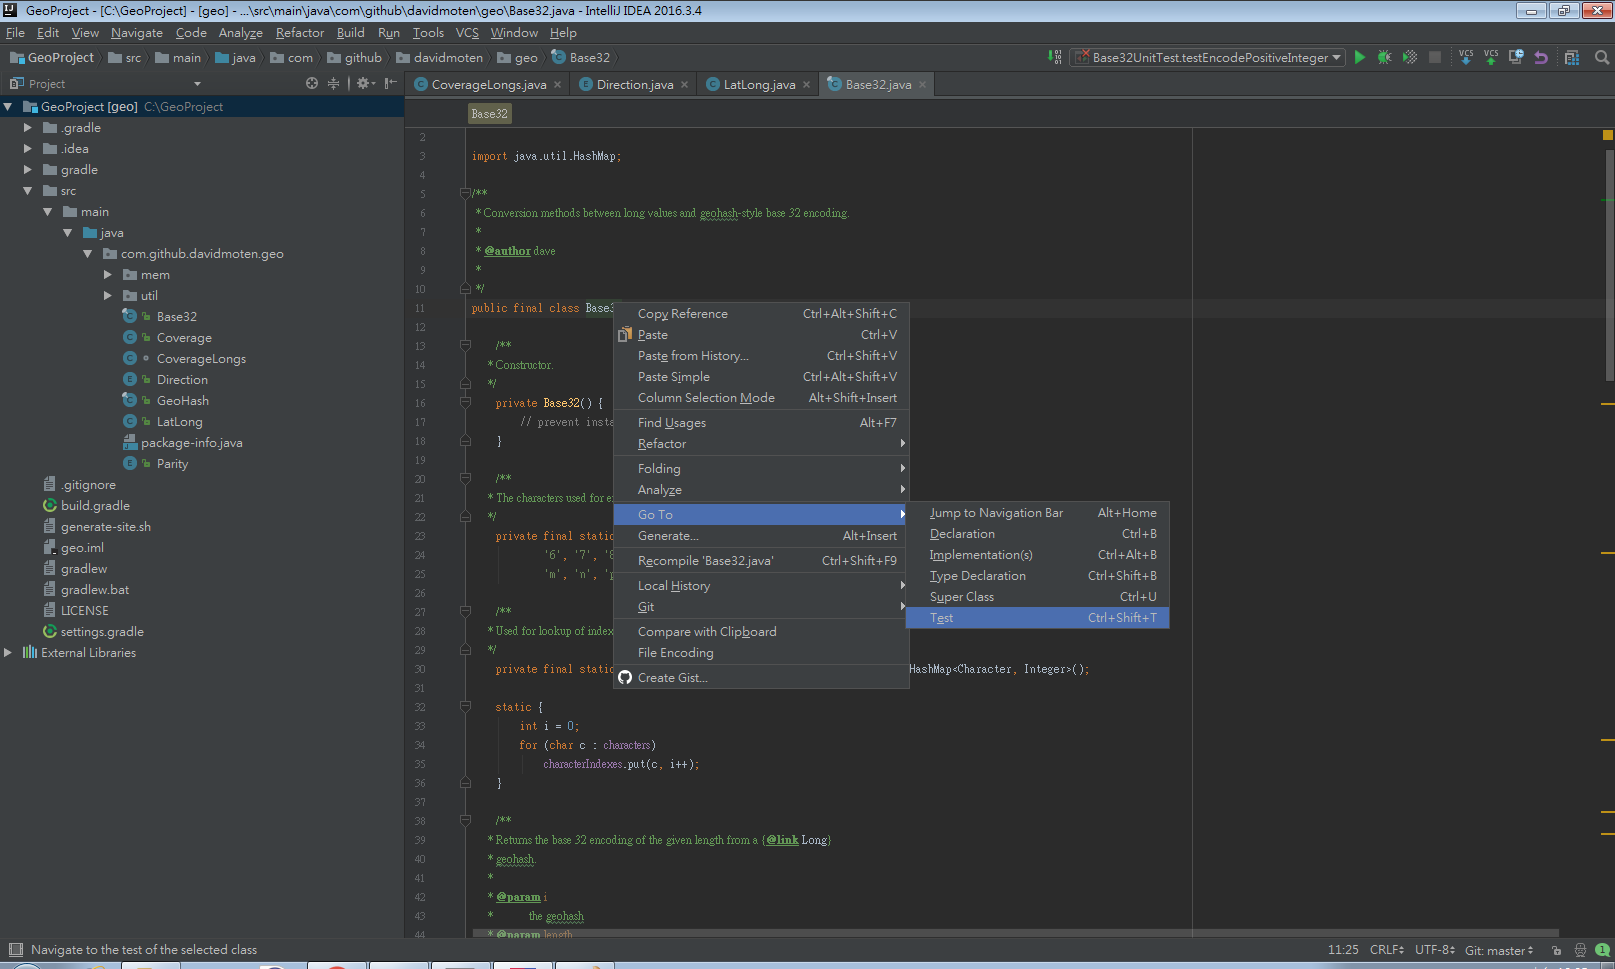 GeoProject - [C:\GeoProject] - [geo] - ...\src\main\java\com\github\davidmoten\geo\Base32.java - IntelliJ IDEA 2016.3.4
File Edit View Navigate Code Analyze Refactor Build Run Tools VCS Window Help
GeoProject src main java com github davidmoten geo Base32
Base32UnitTest.testEncodePositiveInteger
VCS VCS
Project
CoverageLongs.java Direction.java LatLong.java Base32.java
GeoProject [geo] C:\GeoProject
.gradle
.idea
gradle
src
main
java
com.github.davidmoten.geo
mem
util
Base32
Coverage
CoverageLongs
Direction
GeoHash
LatLong
package-info.java
Parity
.gitignore
build.gradle
generate-site.sh
geo.iml
gradlew
gradlew.bat
LICENSE
settings.gradle
External Libraries
Base32
2
3 import java.util.HashMap;
4
5 /**
6 * Conversion methods between long values and geohash-style base 32 encoding.
7 *
8 * @author dave
9 *
10 */
11 public final class Base3
12
13 /**
14 * Constructor.
15 */
16 private Base32() {
17 // prevent insta
18 }
19
20 /**
21 * The characters used for e
22 */
23 private final static
24 '6', '7', '8
25 'm', 'n', 'p
26
27 /**
28 * Used for lookup of index
29 */
30 private final static HashMap<Character, Integer>();
31
32 static {
33 int i = 0;
34 for (char c : characters)
35 characterIndexes.put(c, i++);
36 }
37
38 /**
39 * Returns the base 32 encoding of the given length from a {@link Long}
40 * geohash.
41 *
42 * @param i
43 * the geohash
44 * @param length
Copy Reference Ctrl+Alt+Shift+C
Paste Ctrl+V
Paste from History... Ctrl+Shift+V
Paste Simple Ctrl+Alt+Shift+V
Column Selection Mode Alt+Shift+Insert
Find Usages Alt+F7
Refactor
Folding
Analyze
Go To
Generate... Alt+Insert
Recompile 'Base32.java' Ctrl+Shift+F9
Local History
Git
Compare with Clipboard
File Encoding
Create Gist...
Jump to Navigation Bar Alt+Home
Declaration Ctrl+B
Implementation(s) Ctrl+Alt+B
Type Declaration Ctrl+Shift+B
Super Class Ctrl+U
Test Ctrl+Shift+T
Navigate to the test of the selected class
11:25 CRLF UTF-8 Git: master 1